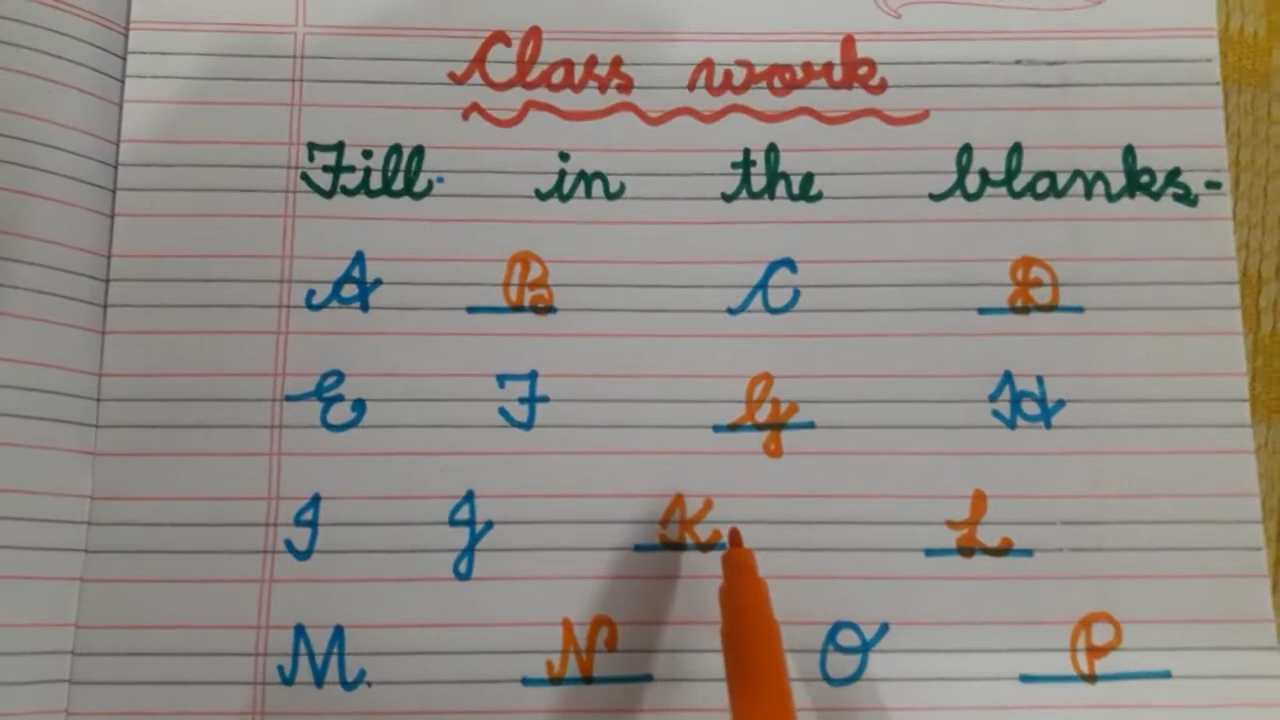 Class work
Fill in the blanks-
A B C D
E F G H
I J K L
M N O P